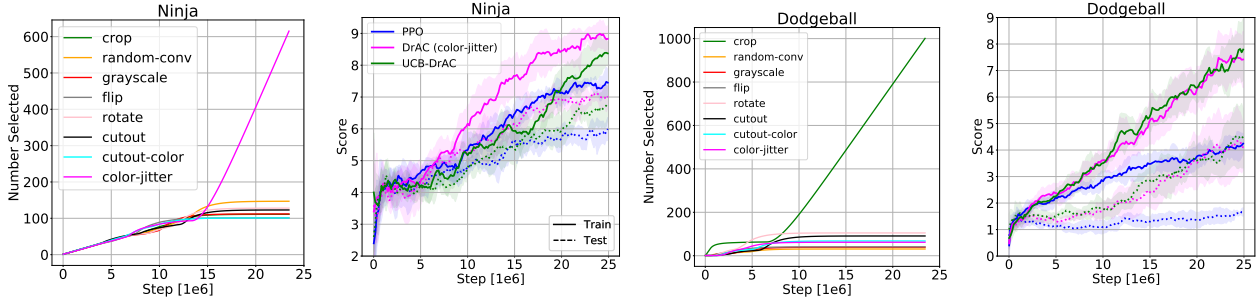 Ninja
Number Selected
600
500
400
300
200
100
0
crop
random-conv
grayscale
flip
rotate
cutout
cutout-color
color-jitter
0 5 10 15 20 25
Step [1e6]
Ninja
Score
9
8
7
6
5
4
3
2
PPO
DrAC (color-jitter)
UCB-DrAC
Train
Test
0 5 10 15 20 25
Step [1e6]
Dodgeball
Number Selected
1000
800
600
400
200
0
crop
random-conv
grayscale
flip
rotate
cutout
cutout-color
color-jitter
0 5 10 15 20 25
Step [1e6]
Dodgeball
Score
9
8
7
6
5
4
3
2
1
0
0 5 10 15 20 25
Step [1e6]